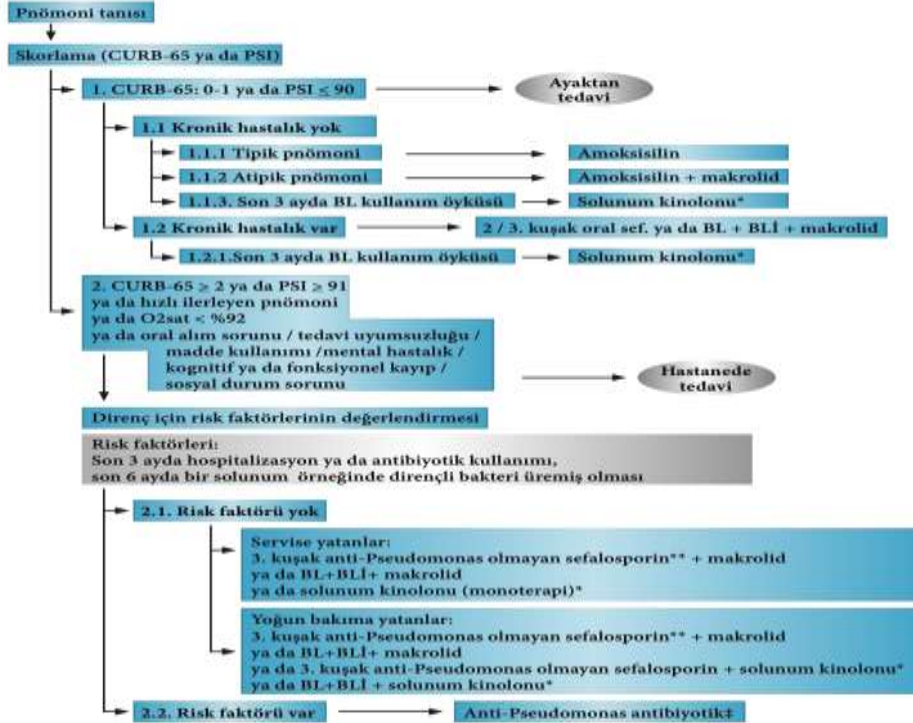 Pnömoni tanısı
Skorlama (CURB-65 ya da PSI)
1. CURB-65: 0-1 ya da PSI ≤ 90
Ayaktan
tedavi
1.1 Kronik hastalık yok
1.1.1 Tipik pnömoni
Amoksisilin
1.1.2 Atipik pnömoni
Amoksisilin + makrolid
1.1.3. Son 3 ayda BL kullanım öyküsü
Solunum kinolonu*
1.2 Kronik hastalık var
2 / 3. kuşak oral sef. ya da BL + BLİ + makrolid
1.2.1.Son 3 ayda BL kullanım öyküsü
Solunum kinolonu*
2. CURB-65 ≥ 2 ya da PSI ≥ 91
ya da hızlı ilerleyen pnömoni
ya da O2sat < %92
ya da oral alım sorunu / tedavi uyumsuzluğu /
madde kullanımı /mental hastalık /
kognitif ya da fonksiyonel kayıp /
sosyal durum sorunu
Hastanede
tedavi
Direnç için risk faktörlerinin değerlendirmesi
Risk faktörleri:
Son 3 ayda hospitalizasyon ya da antibiyotik kullanımı,
son 6 ayda bir solunum örneğinde dirençli bakteri üremiş olması
2.1. Risk faktörü yok
Servise yatanlar:
3. kuşak anti-Pseudomonas olmayan sefalosporin** + makrolid
ya da BL+BLİ+ makrolid
ya da solunum kinolonu (monoterapi)*
Yoğun bakıma yatanlar:
3. kuşak anti-Pseudomonas olmayan sefalosporin** + makrolid
ya da BL+BLİ+ makrolid
ya da 3. kuşak anti-Pseudomonas olmayan sefalosporin + solunum kinolonu*
ya da BL+BLİ + solunum kinolonu*
2.2. Risk faktörü var
Anti-Pseudomonas antibiyotik‡